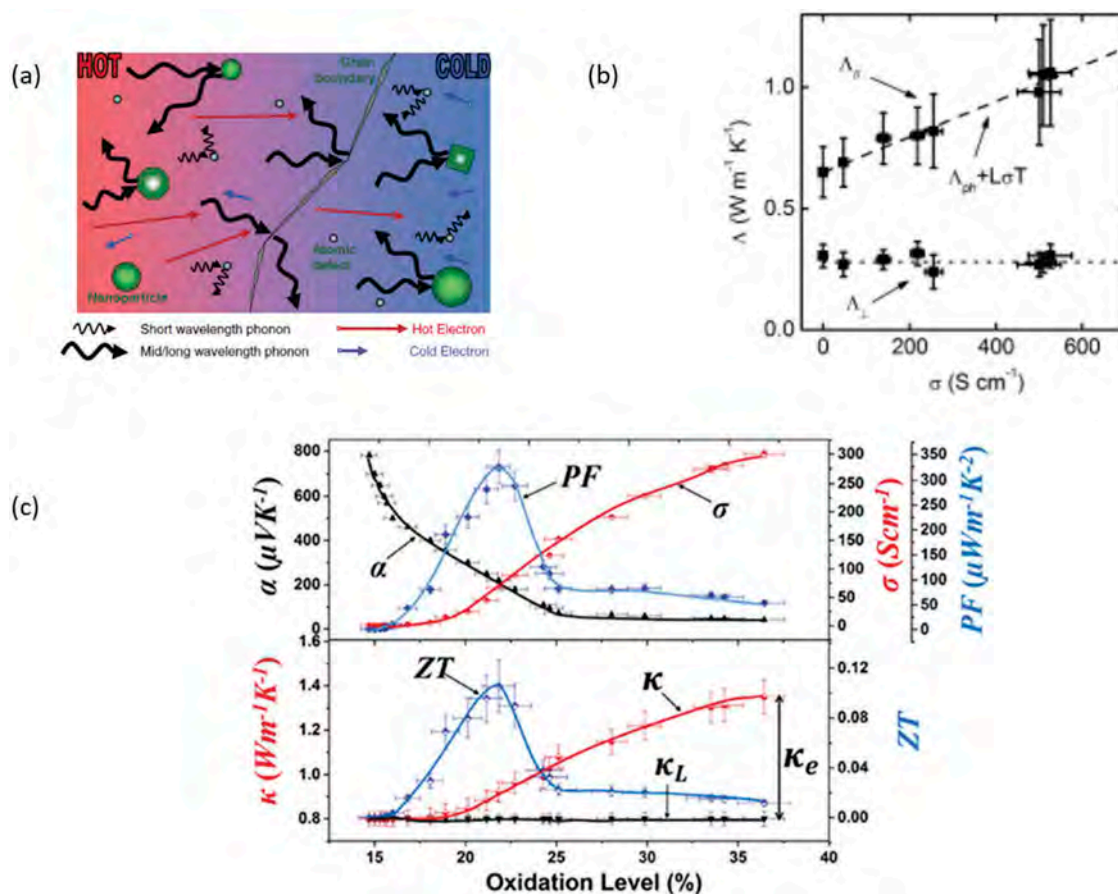 (a)
HOT
COLD
Grain
boundary
Atomic
defect
Nanoparticle
Short wavelength phonon
Hot Electron
Mid/long wavelength phonon
Cold Electron
(b)
Λ (W m⁻¹ K⁻¹)
1.0
0.5
0.0
Λ∥
Λph+LσT
Λ⊥
0 200 400 600
σ (S cm⁻¹)
(c)
α (μVK⁻¹)
800
600
400
200
0
PF
σ
α
300
250
200
150
100
50
0
σ (Scm⁻¹)
350
300
250
200
150
100
50
0
PF (μWm⁻¹K⁻²)
κ (Wm⁻¹K⁻¹)
1.6
1.4
1.2
1.0
0.8
ZT
κ
κL
κe
0.12
0.08
0.04
0.00
ZT
15 20 25 30 35 40
Oxidation Level (%)